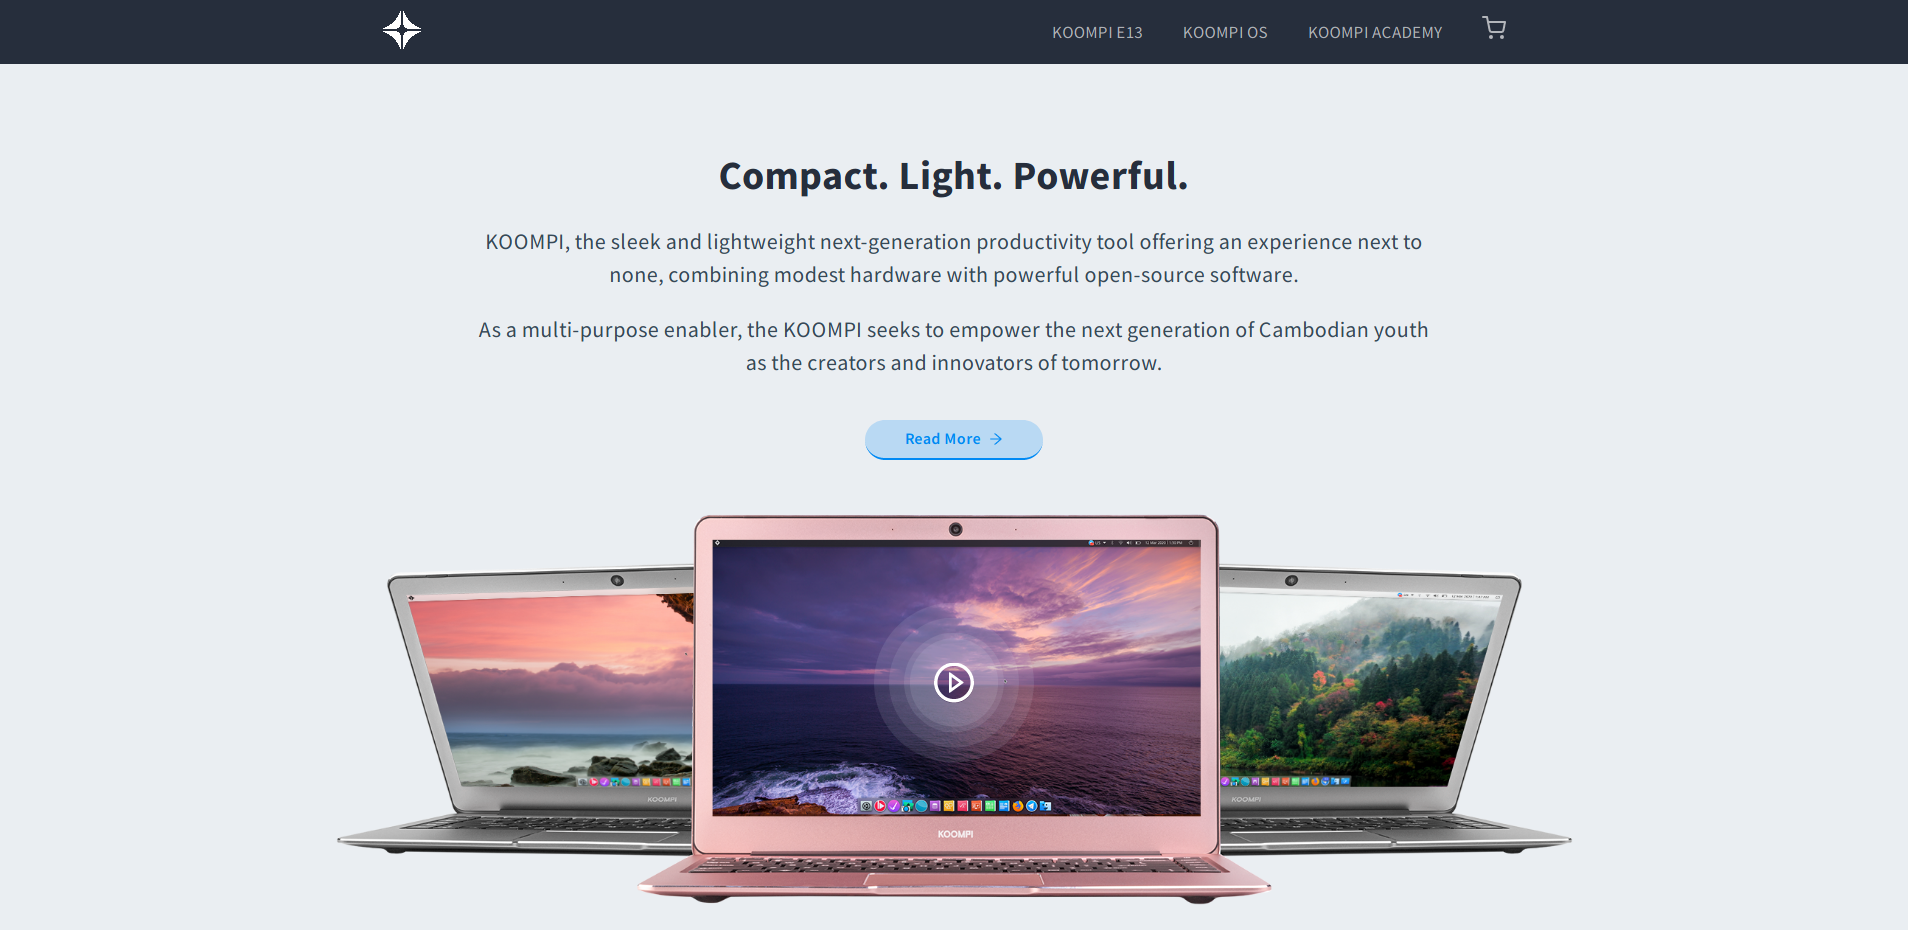 KOOMPI E13
KOOMPI OS
KOOMPI ACADEMY
Compact. Light. Powerful.
KOOMPI, the sleek and lightweight next-generation productivity tool offering an experience next to
none, combining modest hardware with powerful open-source software.
As a multi-purpose enabler, the KOOMPI seeks to empower the next generation of Cambodian youth
as the creators and innovators of tomorrow.
Read More
KOOMPI
KOOMPI
KOOMPI